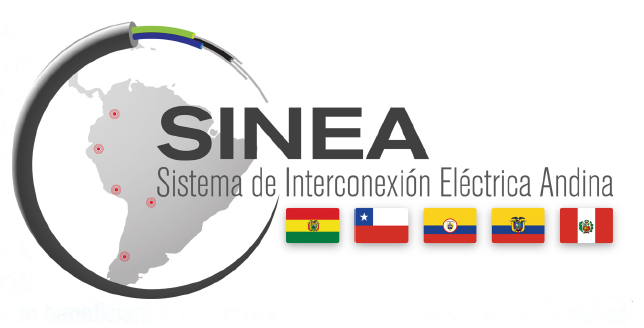 SINEA
Sistema de Interconexión Eléctrica Andina